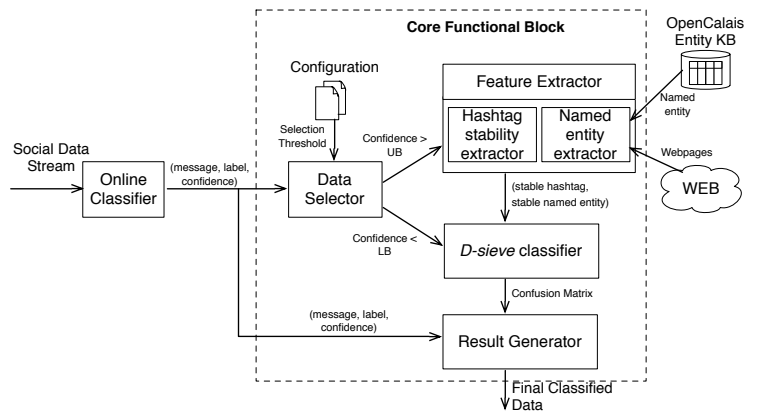 Core Functional Block
OpenCalais
Entity KB
Configuration
Feature Extractor
Selection
Threshold
Named
entity
Confidence >
UB
Hashtag
stability
extractor
Named
entity
extractor
Social Data
Stream
(message, label,
confidence)
Webpages
Online
Classifier
Data
Selector
WEB
(stable hashtag,
stable named entity)
Confidence <
LB
D-sieve classifier
Confusion Matrix
(message, label,
confidence)
Result Generator
Final Classified
Data